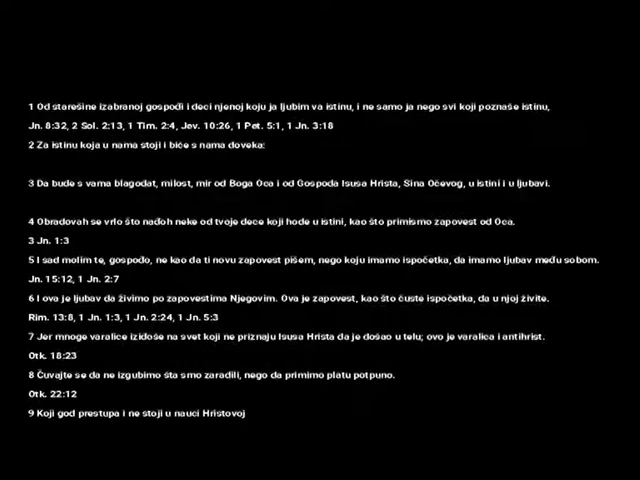 1 Od starešine izabranoj gospođi i deci njenoj koju ja ljubim va istinu, i ne samo ja nego svi koji poznaše istinu,
Jn. 8:32, 2 Sol. 2:13, 1 Tim. 2:4, Jev. 10:26, 1 Pet. 5:1, 1 Jn. 3:18
2 Za istinu koja u nama stoji i biće s nama doveka:
3 Da bude s vama blagodat, milost, mir od Boga Oca i od Gospoda Isusa Hrista, Sina Očevog, u istini i u ljubavi.
4 Obradovah se vrlo što nađoh neke od tvoje dece koji hode u istini, kao što primismo zapovest od Oca.
3 Jn. 1:3
5 I sad molim te, gospođo, ne kao da ti novu zapovest pišem, nego koju imamo ispočetka, da imamo ljubav među sobom.
Jn. 15:12, 1 Jn. 2:7
6 I ova je ljubav da živimo po zapovestima Njegovim. Ova je zapovest, kao što čuste ispočetka, da u njoj živite.
Rim. 13:8, 1 Jn. 1:3, 1 Jn. 2:24, 1 Jn. 5:3
7 Jer mnoge varalice iziđoše na svet koji ne priznaju Isusa Hrista da je došao u telu; ovo je varalica i antihrist.
Otk. 18:23
8 Čuvajte se da ne izgubimo šta smo zaradili, nego da primimo platu potpuno.
Otk. 22:12
9 Koji god prestupa i ne stoji u nauci Hristovoj